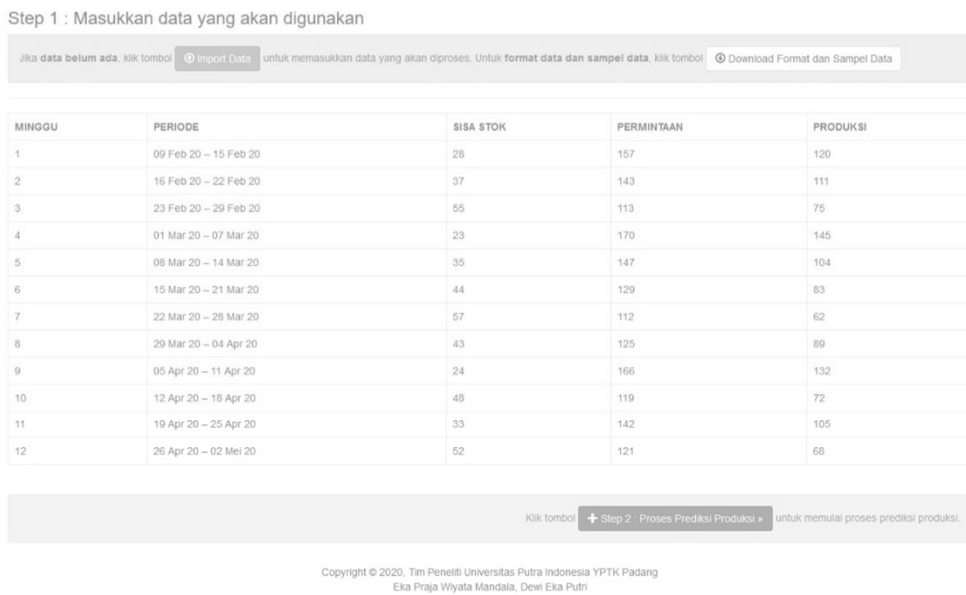 Step 1 : Masukkan data yang akan digunakan
Jika data belum ada, klik tombol Import Data untuk memasukkan data yang akan diproses. Untuk format data dan sampel data, klik tombol Download Format dan Sampel Data
MINGGU PERIODE SISA STOK PERMINTAAN PRODUKSI
1 09 Feb 20 – 15 Feb 20 28 157 120
2 16 Feb 20 – 22 Feb 20 37 143 111
3 23 Feb 20 – 29 Feb 20 55 113 75
4 01 Mar 20 – 07 Mar 20 23 170 145
5 08 Mar 20 – 14 Mar 20 35 147 104
6 15 Mar 20 – 21 Mar 20 44 129 83
7 22 Mar 20 – 28 Mar 20 57 112 62
8 29 Mar 20 – 04 Apr 20 43 125 89
9 05 Apr 20 – 11 Apr 20 24 166 132
10 12 Apr 20 – 18 Apr 20 48 119 72
11 19 Apr 20 – 25 Apr 20 33 142 105
12 26 Apr 20 – 02 Mei 20 52 121 68
Klik tombol + Step 2 : Proses Prediksi Produksi » untuk memulai proses prediksi produksi.
Copyright © 2020, Tim Peneliti Universitas Putra Indonesia YPTK Padang
Eka Praja Wiyata Mandala, Dewi Eka Putri